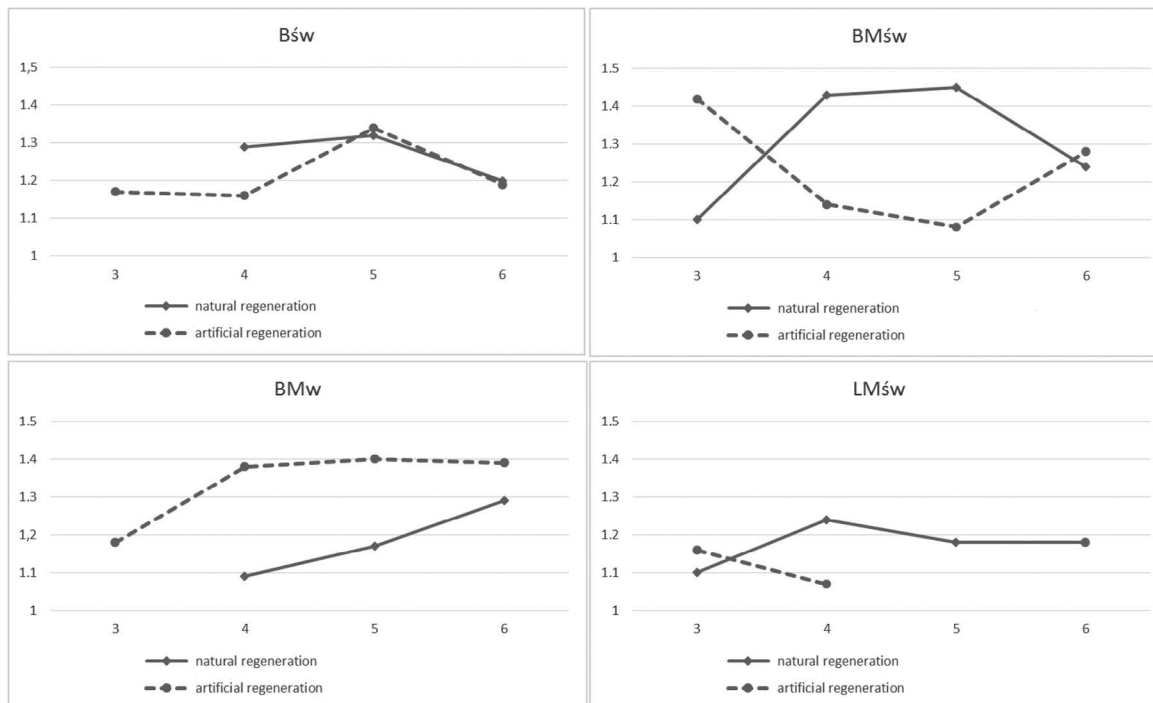 Bśw
1,5
1.4
1.3
1.2
1.1
1
3 4 5 6
natural regeneration
artificial regeneration
BMśw
1.5
1.4
1.3
1.2
1.1
1
3 4 5 6
natural regeneration
artificial regeneration
BMw
1.5
1.4
1.3
1,2
1.1
1
3 4 5 6
natural regeneration
artificial regeneration
LMśw
1.5
1.4
1.3
1.2
1.1
1
3 4 5 6
natural regeneration
artificial regeneration